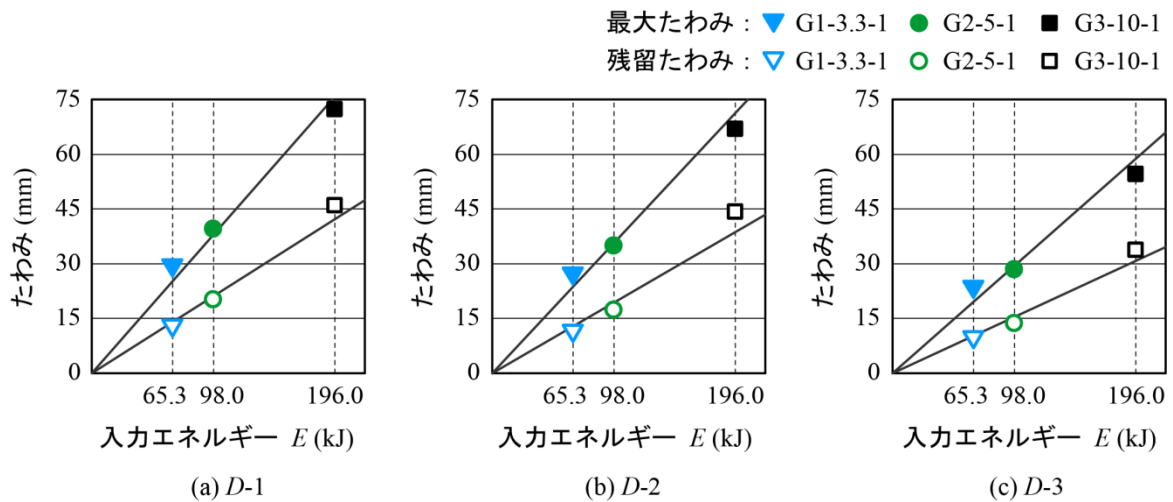 最大たわみ : ▼ G1-3.3-1 ● G2-5-1 ■ G3-10-1
残留たわみ : ▽ G1-3.3-1 ○ G2-5-1 □ G3-10-1
たわみ (mm)
75
60
45
30
15
0
65.3 98.0 196.0
入力エネルギー E (kJ)
(a) D-1
たわみ (mm)
75
60
45
30
15
0
65.3 98.0 196.0
入力エネルギー E (kJ)
(b) D-2
たわみ (mm)
75
60
45
30
15
0
65.3 98.0 196.0
入力エネルギー E (kJ)
(c) D-3